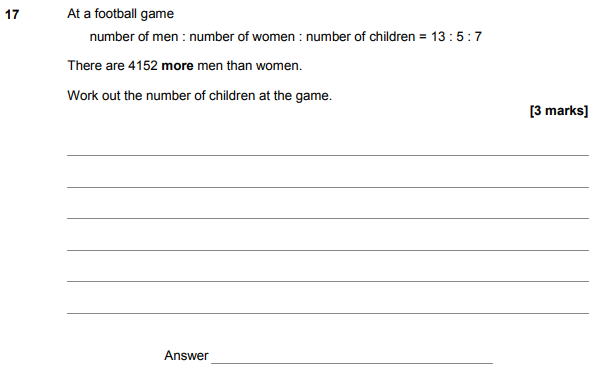 17 At a football game
number of men : number of women : number of children = 13 : 5 : 7
There are 4152 more men than women.
Work out the number of children at the game.
[3 marks]
Answer